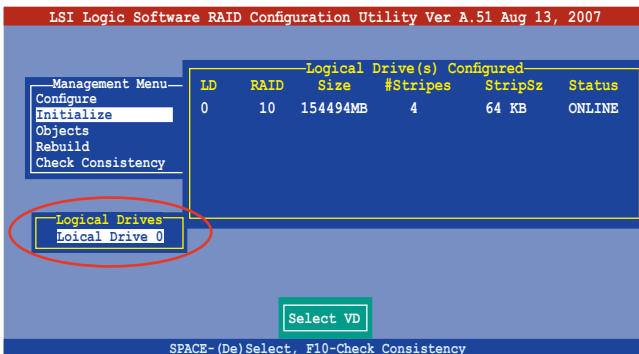 LSI Logic Software RAID Configuration Utility Ver A.51 Aug 13, 2007
Logical Drive(s) Configured
LD RAID Size #Stripes StripSz Status
0 10 154494MB 4 64 KB ONLINE
Management Menu
Configure
Initialize
Objects
Rebuild
Check Consistency
Logical Drives
Loical Drive 0
Select VD
SPACE-(De)Select, F10-Check Consistency